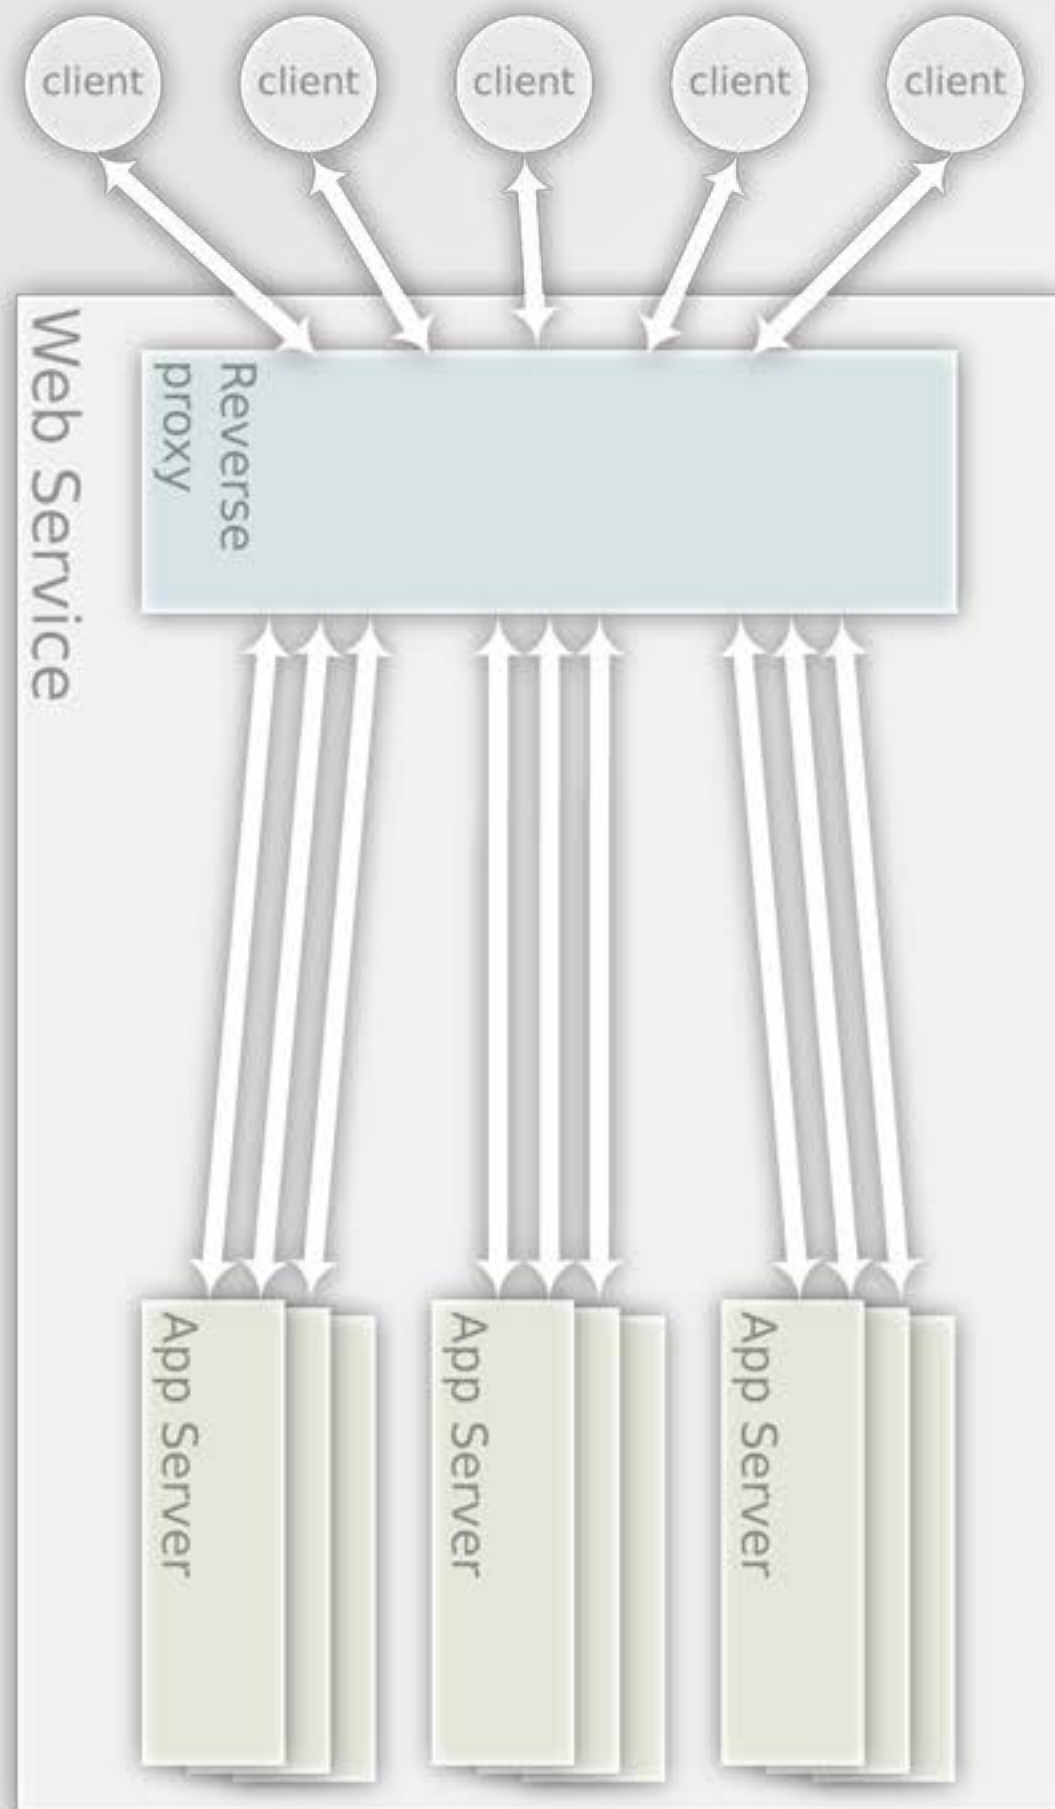 client
client
client
client
client
Web Service
Reverse
proxy
App Server
App Server
App Server